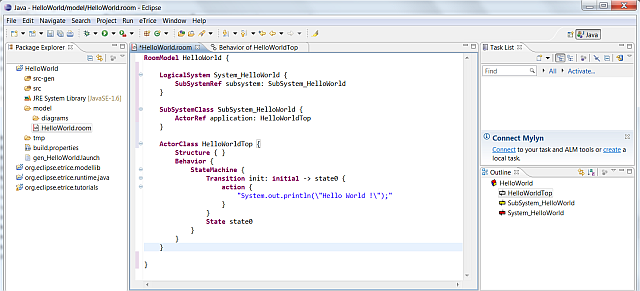 Java - HelloWorld/model/HelloWorld.room - Eclipse
File Edit Navigate Search Project Run eTrice Window Help
Java
Package Explorer
HelloWorld
src-gen
src
JRE System Library [JavaSE-1.6]
model
diagrams
HelloWorld.room
tmp
build.properties
gen_HelloWorld.launch
org.eclipse.etrice.modellib
org.eclipse.etrice.runtime.java
org.eclipse.etrice.tutorials
*HelloWorld.room
Behavior of HelloWorldTop
RoomModel HelloWorld {
LogicalSystem System_HelloWorld {
SubSystemRef subsystem: SubSystem_HelloWorld
}
SubSystemClass SubSystem_HelloWorld {
ActorRef application: HelloWorldTop
}
ActorClass HelloWorldTop {
Structure { }
Behavior {
StateMachine {
Transition init: initial -> state0 {
action {
"System.out.println(\"Hello World !\");"
}
}
State state0
}
}
}
}
Task List
Find
All
Activate...
Connect Mylyn
Connect to your task and ALM tools or create a
local task.
Outline
HelloWorld
HelloWorldTop
SubSystem_HelloWorld
System_HelloWorld